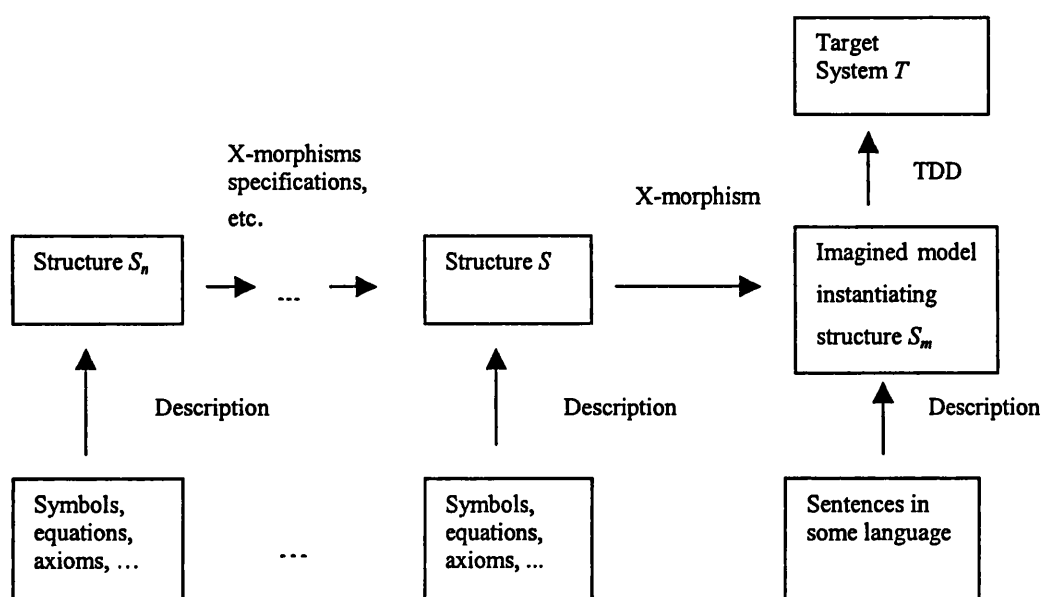 Target
System T
X-morphisms
specifications,
etc.
TDD
X-morphism
Structure Sn
...
Structure S
Imagined model
instantiating
structure Sm
Description
Description
Description
Symbols,
equations,
axioms, ...
...
Symbols,
equations,
axioms, ...
Sentences in
some language